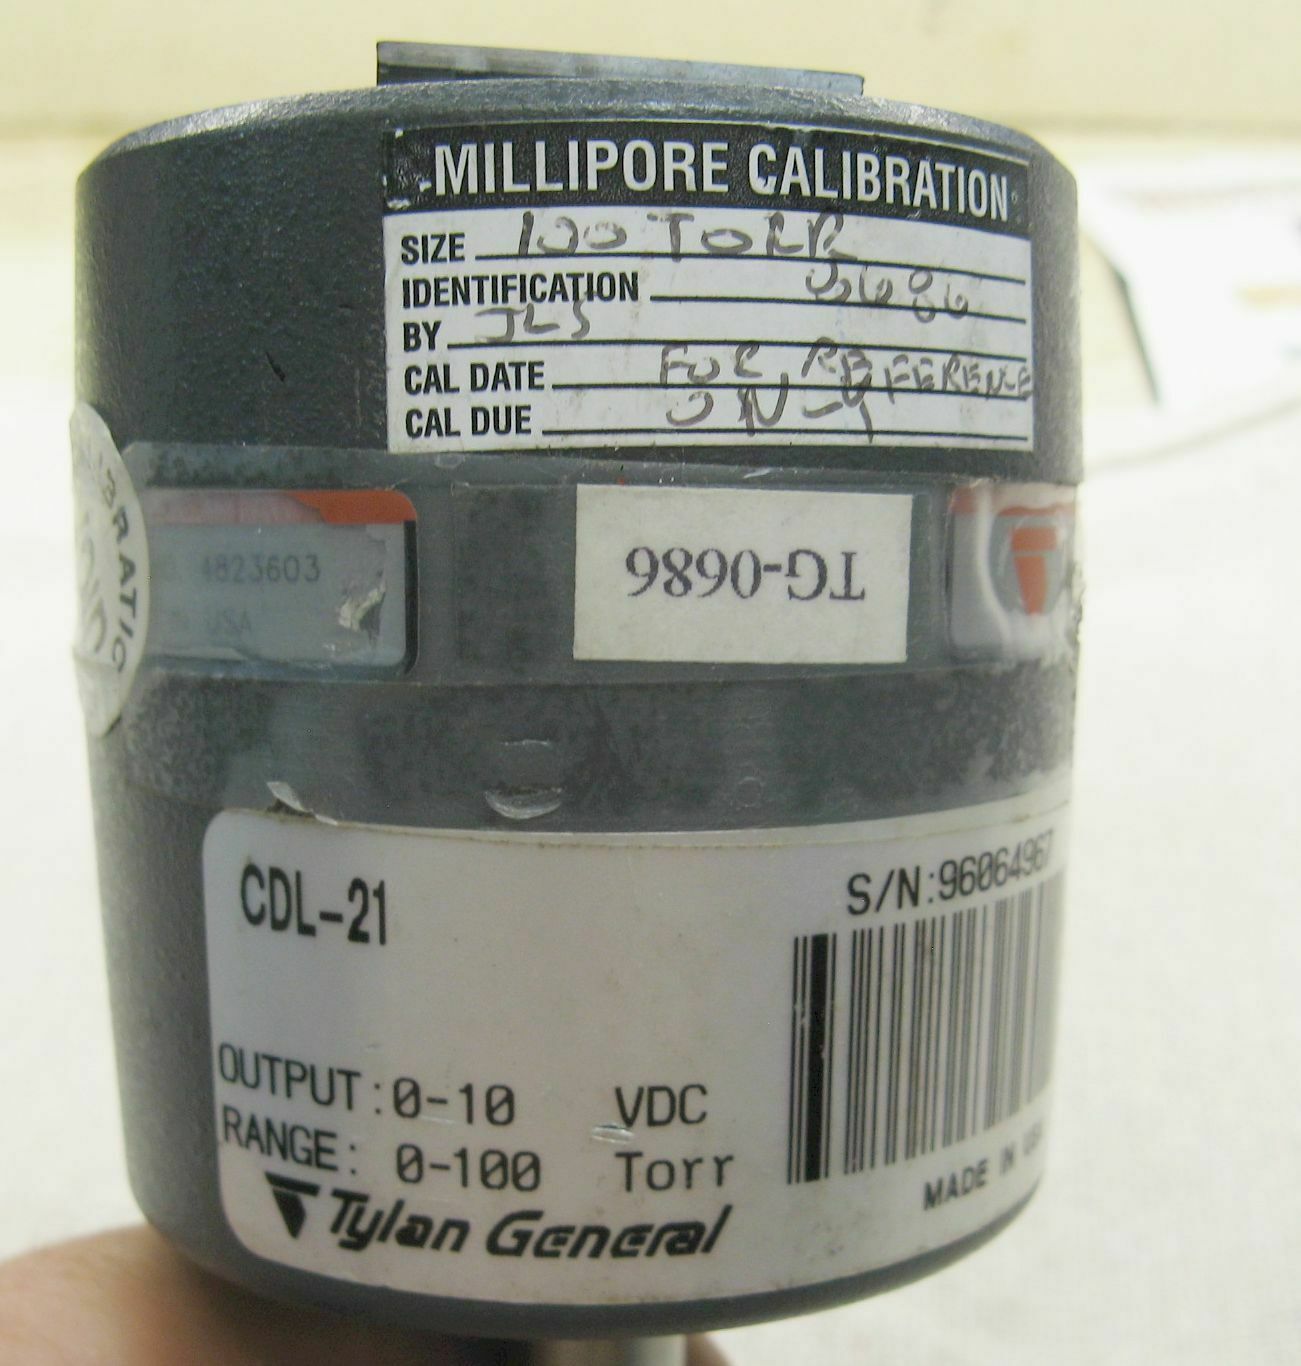 MILLIPORE CALIBRATION
SIZE 100 TORR
IDENTIFICATION 0686
BY JLS
CAL DATE FOR REFERENCE
CAL DUE ONLY
4823603
USA
TG-0686
CDL-21
S/N:96064967
OUTPUT: 0-10 VDC
RANGE: 0-100 Torr
MADE IN USA
Tylan General